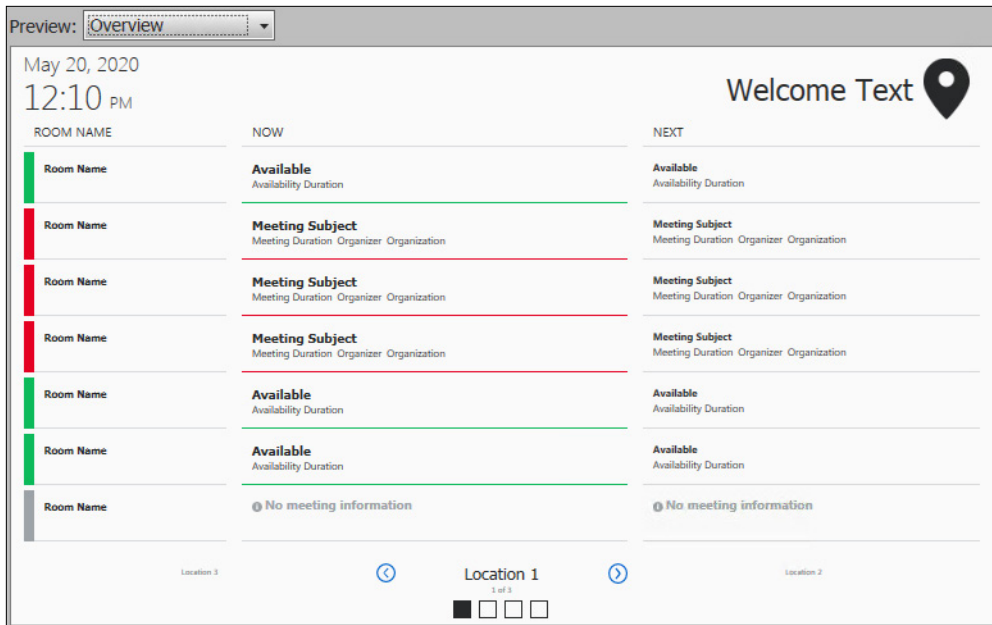 Preview: Overview
May 20, 2020
12:10 PM
Welcome Text
ROOM NAME NOW NEXT
Room Name Available Available
Availability Duration Availability Duration
Room Name Meeting Subject Meeting Subject
Meeting Duration Organizer Organization Meeting Duration Organizer Organization
Room Name Meeting Subject Meeting Subject
Meeting Duration Organizer Organization Meeting Duration Organizer Organization
Room Name Meeting Subject Meeting Subject
Meeting Duration Organizer Organization Meeting Duration Organizer Organization
Room Name Available Available
Availability Duration Availability Duration
Room Name Available Available
Availability Duration Availability Duration
Room Name No meeting information No meeting information
Location 3 Location 1 Location 2
1 of 3